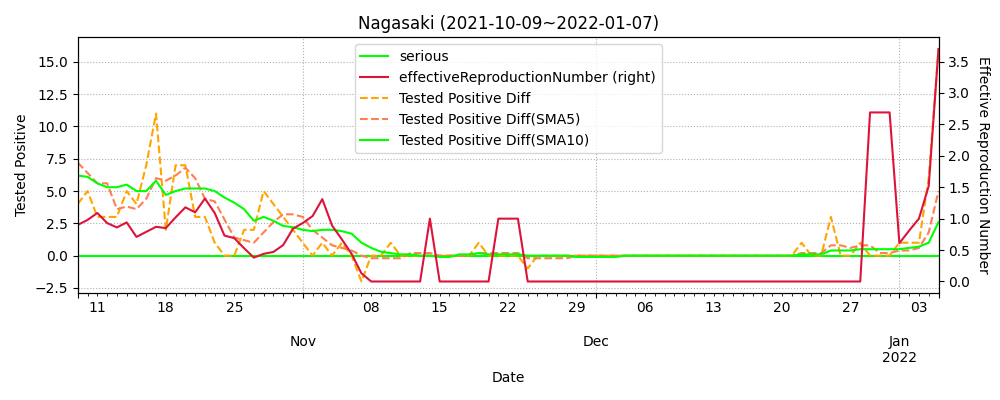 Nagasaki (2021-10-09~2022-01-07)
serious
effectiveReproductionNumber (right)
Tested Positive Diff
Tested Positive Diff(SMA5)
Tested Positive Diff(SMA10)
Tested Positive
15.0
12.5
10.0
7.5
5.0
2.5
0.0
−2.5
Effective Reproduction Number
3.5
3.0
2.5
2.0
1.5
1.0
0.5
0.0
11 18 25 08 15 22 29 06 13 20 27 03
Nov Dec Jan
2022
Date